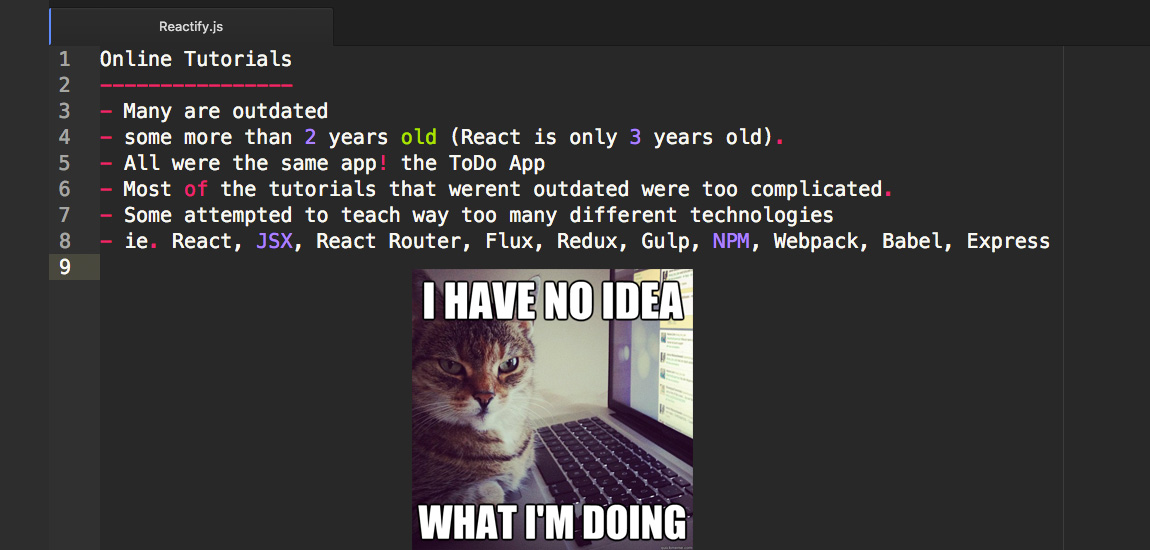 Reactify.js
1 Online Tutorials
2 ----------------
3 - Many are outdated
4 - some more than 2 years old (React is only 3 years old).
5 - All were the same app! the ToDo App
6 - Most of the tutorials that werent outdated were too complicated.
7 - Some attempted to teach way too many different technologies
8 - ie. React, JSX, React Router, Flux, Redux, Gulp, NPM, Webpack, Babel, Express
9
I HAVE NO IDEA
WHAT I'M DOING